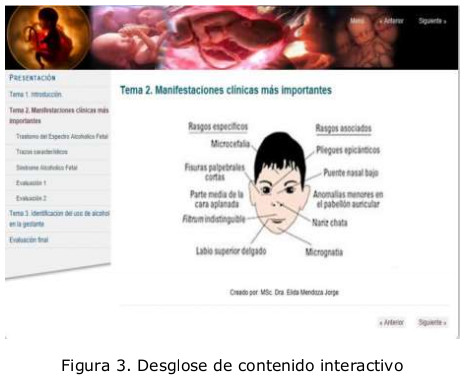 Menú « Anterior Siguiente »
PRESENTACIÓN
Tema 1. Introducción.
Tema 2. Manifestaciones clínicas más
importantes
Trastorno del Espectro Alcohólico Fetal
Trazos característicos
Síndrome Alcohólico Fetal
Evaluación 1
Evaluación 2
Tema 3. Identificación del uso de alcohol
en la gestante
Evaluación final
Tema 2. Manifestaciones clínicas más importantes
Rasgos específicos
Rasgos asociados
Microcefalia
Pliegues epicánticos
Fisuras palpebrales
cortas
Puente nasal bajo
Parte media de la
cara aplanada
Anomalías menores en
el pabellón auricular
Filtrum indistinguible
Nariz chata
Labio superior delgado
Micrognatia
Creado por: MSc. Dra. Elida Mendoza Jorge
« Anterior Siguiente »
Figura 3. Desglose de contenido interactivo